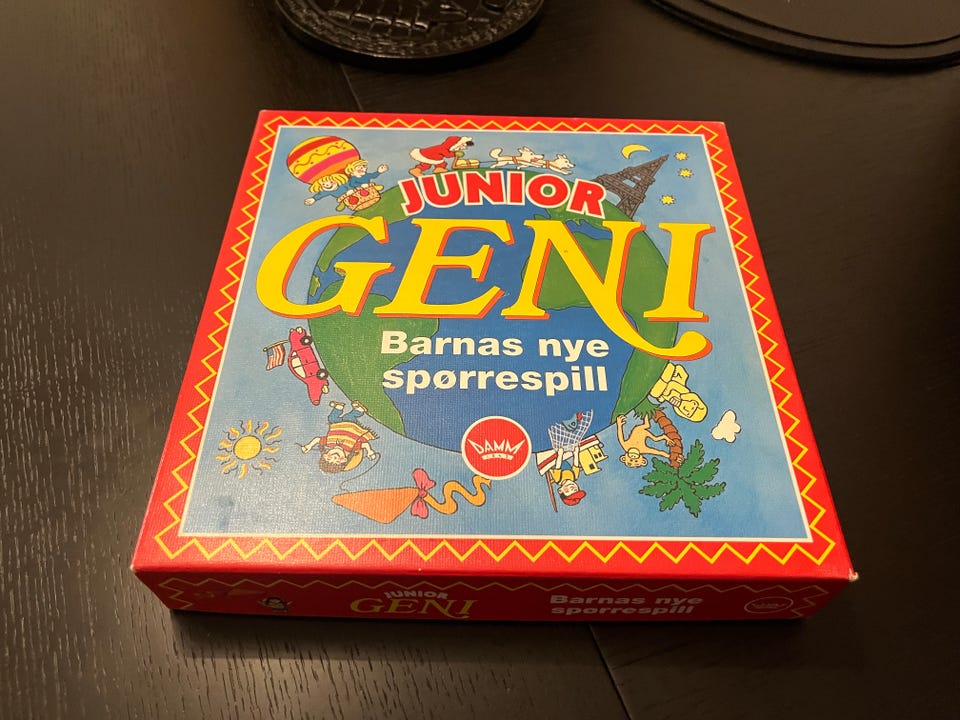 JUNIOR
GENI
Barnas nye
spørrespill
DAMM
JUNIOR
GENI
Barnas nye
spørrespill